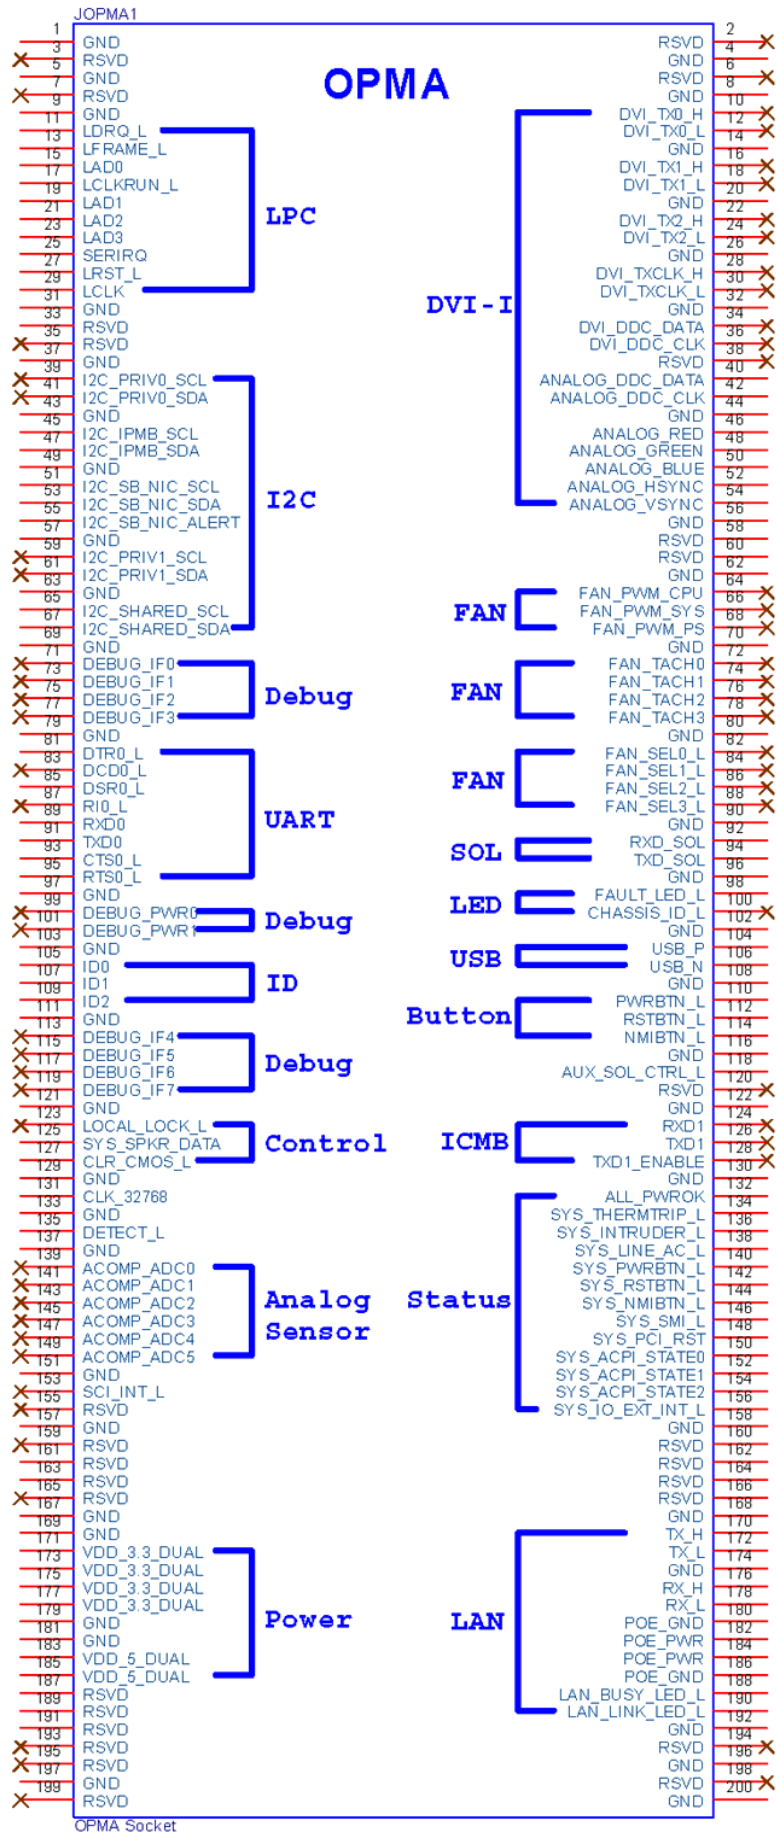 JOPMA1
OPMA
1 GND
3 RSVD
5 GND
7 RSVD
9 GND
11 LDRQ_L
13 LFRAME_L
15 LAD0
17 LCLKRUN_L
19 LAD1
LPC
21 LAD2
23 LAD3
25 SERIRQ
27 LRST_L
29 LCLK
31 GND
33 RSVD
35 RSVD
37 GND
39 I2C_PRIV0_SCL
41 I2C_PRIV0_SDA
43 GND
45 I2C_IPMB_SCL
47 I2C_IPMB_SDA
49 GND
51 I2C_SB_NIC_SCL
I2C
53 I2C_SB_NIC_SDA
55 I2C_SB_NIC_ALERT
57 GND
59 I2C_PRIV1_SCL
61 I2C_PRIV1_SDA
63 GND
65 I2C_SHARED_SCL
67 I2C_SHARED_SDA
69 GND
71 DEBUG_IF0
73 DEBUG_IF1
Debug
75 DEBUG_IF2
77 DEBUG_IF3
79 GND
81 DTR0_L
83 DCD0_L
85 DSR0_L
87 RI0_L
UART
89 RXD0
91 TXD0
93 CTS0_L
95 RTS0_L
97 GND
99 DEBUG_PWR0
Debug
101 DEBUG_PWR1
103 GND
105 ID0
107 ID1
ID
109 ID2
111 GND
113 DEBUG_IF4
115 DEBUG_IF5
Debug
117 DEBUG_IF6
119 DEBUG_IF7
121 GND
123 LOCAL_LOCK_L
125 SYS_SPKR_DATA
Control
127 CLR_CMOS_L
129 GND
131 CLK_32768
133 GND
135 DETECT_L
137 GND
139 ACOMP_ADC0
141 ACOMP_ADC1
143 ACOMP_ADC2
Analog
Sensor
145 ACOMP_ADC3
147 ACOMP_ADC4
149 ACOMP_ADC5
151 GND
153 SCI_INT_L
155 RSVD
157 GND
159 RSVD
161 RSVD
163 RSVD
165 RSVD
167 GND
169 GND
171 VDD_3.3_DUAL
173 VDD_3.3_DUAL
175 VDD_3.3_DUAL
177 VDD_3.3_DUAL
Power
179 GND
181 GND
183 VDD_5_DUAL
185 VDD_5_DUAL
187 RSVD
189 RSVD
191 RSVD
193 RSVD
195 RSVD
197 GND
199 RSVD
RSVD 2
GND 4
RSVD 6
GND 8
DVI_TX0_H 10
DVI_TX0_L 12
GND 14
DVI_TX1_H 16
DVI_TX1_L 18
GND 20
DVI_TX2_H 22
DVI_TX2_L 24
GND 26
DVI_TXCLK_H 28
DVI_TXCLK_L 30
DVI-I
GND 32
DVI_DDC_DATA 34
DVI_DDC_CLK 36
RSVD 38
ANALOG_DDC_DATA 40
ANALOG_DDC_CLK 42
GND 44
ANALOG_RED 46
ANALOG_GREEN 48
ANALOG_BLUE 50
ANALOG_HSYNC 52
ANALOG_VSYNC 54
GND 56
RSVD 58
RSVD 60
GND 62
FAN_PWM_CPU 64
FAN
FAN_PWM_SYS 66
FAN_PWM_PS 68
GND 70
FAN_TACH0 72
FAN_TACH1 74
FAN
FAN_TACH2 76
FAN_TACH3 78
GND 80
FAN_SEL0_L 82
FAN_SEL1_L 84
FAN
FAN_SEL2_L 86
FAN_SEL3_L 88
GND 90
RXD_SOL 92
SOL
TXD_SOL 94
GND 96
FAULT_LED_L 98
LED
CHASSIS_ID_L 100
GND 102
USB_P 104
USB
USB_N 106
GND 108
PWRBTN_L 110
Button
RSTBTN_L 112
NMIBTN_L 114
GND 116
AUX_SOL_CTRL_L 118
RSVD 120
GND 122
RXD1 124
ICMB
TXD1 126
TXD1_ENABLE 128
GND 130
ALL_PWROK 132
SYS_THERMTRIP_L 134
SYS_INTRUDER_L 136
SYS_LINE_AC_L 138
SYS_PWRBTN_L 140
SYS_RSTBTN_L 142
Status
SYS_NMIBTN_L 144
SYS_SMI_L 146
SYS_PCI_RST 148
SYS_ACPI_STATE0 150
SYS_ACPI_STATE1 152
SYS_ACPI_STATE2 154
SYS_IO_EXT_INT_L 156
GND 158
RSVD 160
RSVD 162
RSVD 164
RSVD 166
GND 168
TX_H 170
TX_L 172
GND 174
RX_H 176
RX_L 178
LAN
POE_GND 180
POE_PWR 182
POE_PWR 184
POE_GND 186
LAN_BUSY_LED_L 188
LAN_LINK_LED_L 190
GND 192
RSVD 194
GND 196
RSVD 198
GND 200
OPMA Socket